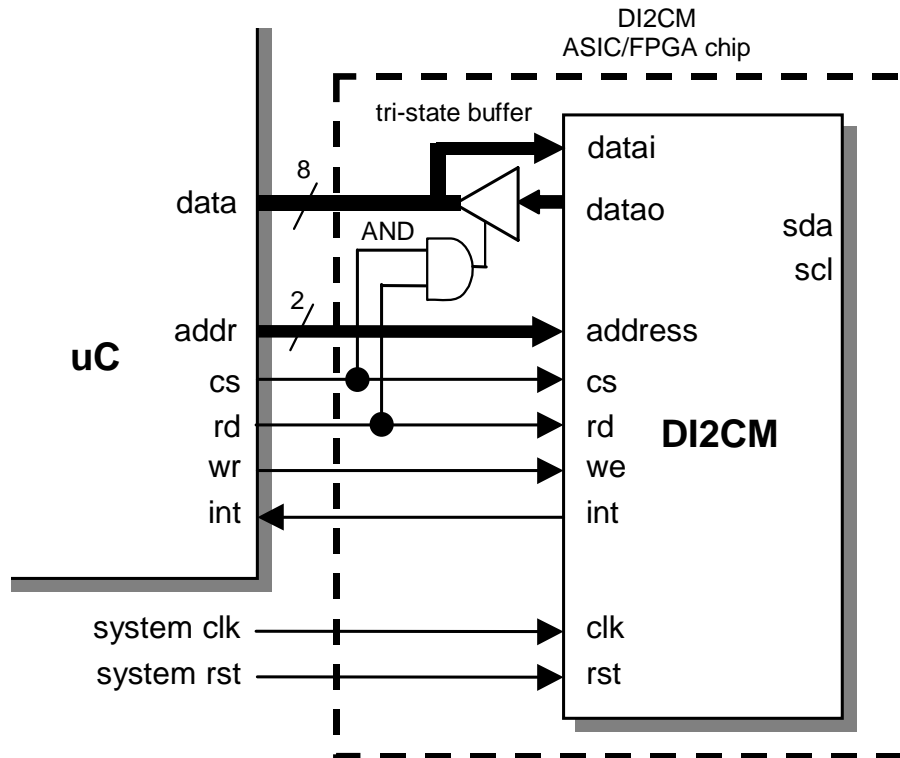 DI2CM
ASIC/FPGA chip
tri-state buffer
datai
8
data
datao
sda
AND
scl
2
addr
address
uC
cs
cs
rd
rd
DI2CM
wr
we
int
int
system clk
clk
system rst
rst